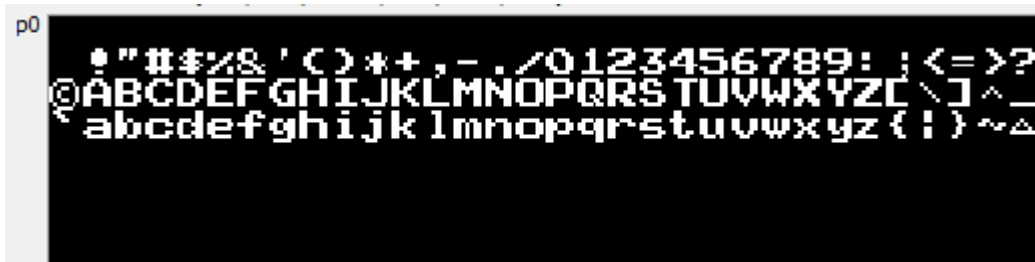 p0
!"#$%&'()*+,-./0123456789:;<=>?
©ABCDEFGHIJKLMNOPQRSTUVWXYZ[\]^_
`abcdefghijklmnopqrstuvwxyz{¦}~△